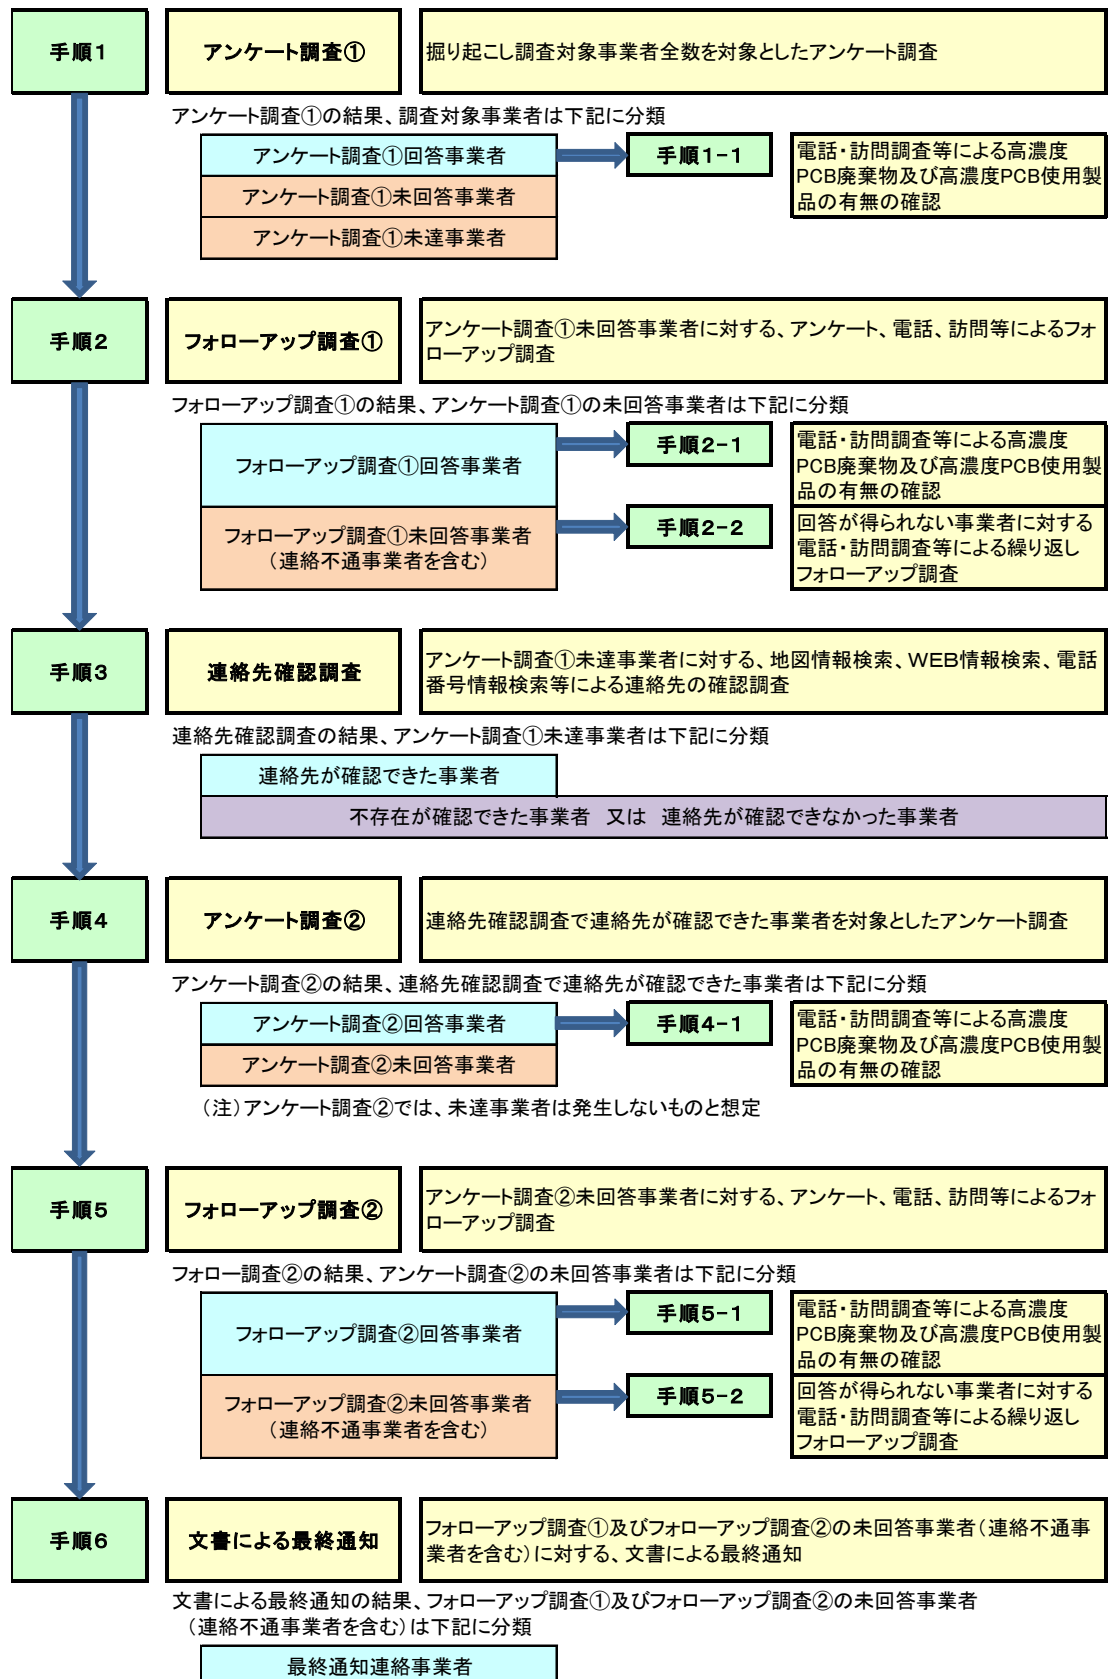 手順1
アンケート調査①
掘り起こし調査対象事業者全数を対象としたアンケート調査
アンケート調査①の結果、調査対象事業者は下記に分類
アンケート調査①回答事業者
手順1-1
電話・訪問調査等による高濃度
PCB廃棄物及び高濃度PCB使用製
品の有無の確認
アンケート調査①未回答事業者
アンケート調査①未達事業者
手順2
フォローアップ調査①
アンケート調査①未回答事業者に対する、アンケート、電話、訪問等によるフォ
ローアップ調査
フォローアップ調査①の結果、アンケート調査①の未回答事業者は下記に分類
フォローアップ調査①回答事業者
手順2-1
電話・訪問調査等による高濃度
PCB廃棄物及び高濃度PCB使用製
品の有無の確認
フォローアップ調査①未回答事業者
(連絡不通事業者を含む)
手順2-2
回答が得られない事業者に対する
電話・訪問調査等による繰り返し
フォローアップ調査
手順3
連絡先確認調査
アンケート調査①未達事業者に対する、地図情報検索、WEB情報検索、電話
番号情報検索等による連絡先の確認調査
連絡先確認調査の結果、アンケート調査①未達事業者は下記に分類
連絡先が確認できた事業者
不存在が確認できた事業者 又は 連絡先が確認できなかった事業者
手順4
アンケート調査②
連絡先確認調査で連絡先が確認できた事業者を対象としたアンケート調査
アンケート調査②の結果、連絡先確認調査で連絡先が確認できた事業者は下記に分類
アンケート調査②回答事業者
手順4-1
電話・訪問調査等による高濃度
PCB廃棄物及び高濃度PCB使用製
品の有無の確認
アンケート調査②未回答事業者
(注)アンケート調査②では、未達事業者は発生しないものと想定
手順5
フォローアップ調査②
アンケート調査②未回答事業者に対する、アンケート、電話、訪問等によるフォ
ローアップ調査
フォロー調査②の結果、アンケート調査②の未回答事業者は下記に分類
フォローアップ調査②回答事業者
手順5-1
電話・訪問調査等による高濃度
PCB廃棄物及び高濃度PCB使用製
品の有無の確認
フォローアップ調査②未回答事業者
(連絡不通事業者を含む)
手順5-2
回答が得られない事業者に対する
電話・訪問調査等による繰り返し
フォローアップ調査
手順6
文書による最終通知
フォローアップ調査①及びフォローアップ調査②の未回答事業者(連絡不通事
業者を含む)に対する、文書による最終通知
文書による最終通知の結果、フォローアップ調査①及びフォローアップ調査②の未回答事業者
(連絡不通事業者を含む)は下記に分類
最終通知連絡事業者